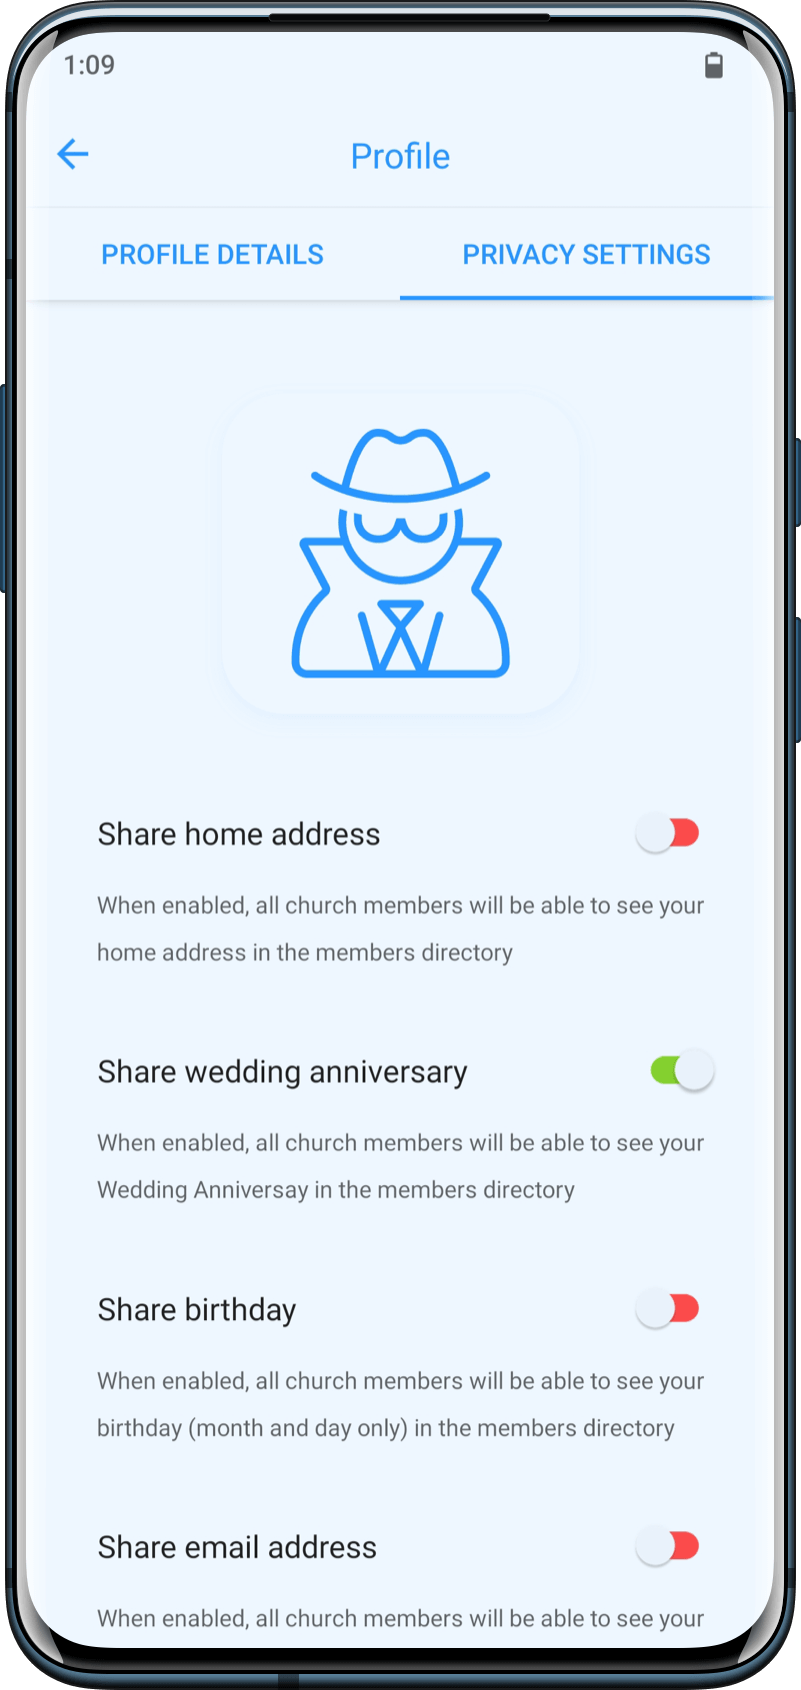 1:09
Profile
PROFILE DETAILS
PRIVACY SETTINGS
Share home address
When enabled, all church members will be able to see your
home address in the members directory
Share wedding anniversary
When enabled, all church members will be able to see your
Wedding Anniversay in the members directory
Share birthday
When enabled, all church members will be able to see your
birthday (month and day only) in the members directory
Share email address
When enabled, all church members will be able to see your